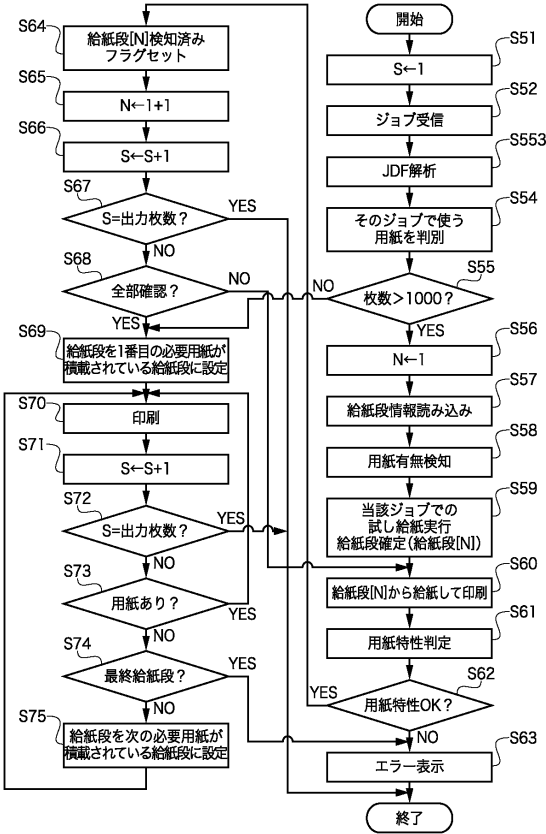 開始
S51
S←1
S52
ジョブ受信
S553
JDF解析
S54
そのジョブで使う
用紙を判別
S55
枚数>1000?
NO
YES
S56
N←1
S57
給紙段情報読み込み
S58
用紙有無検知
S59
当該ジョブでの
試し給紙実行
給紙段確定(給紙段[N])
S60
給紙段[N]から給紙して印刷
S61
用紙特性判定
S62
用紙特性OK?
YES
NO
S63
エラー表示
終了
S64
給紙段[N]検知済み
フラグセット
S65
N←1+1
S66
S←S+1
S67
S=出力枚数?
YES
NO
S68
全部確認?
NO
YES
S69
給紙段を1番目の必要用紙が
積載されている給紙段に設定
S70
印刷
S71
S←S+1
S72
S=出力枚数?
YES
NO
S73
用紙あり?
YES
NO
S74
最終給紙段?
YES
NO
S75
給紙段を次の必要用紙が
積載されている給紙段に設定